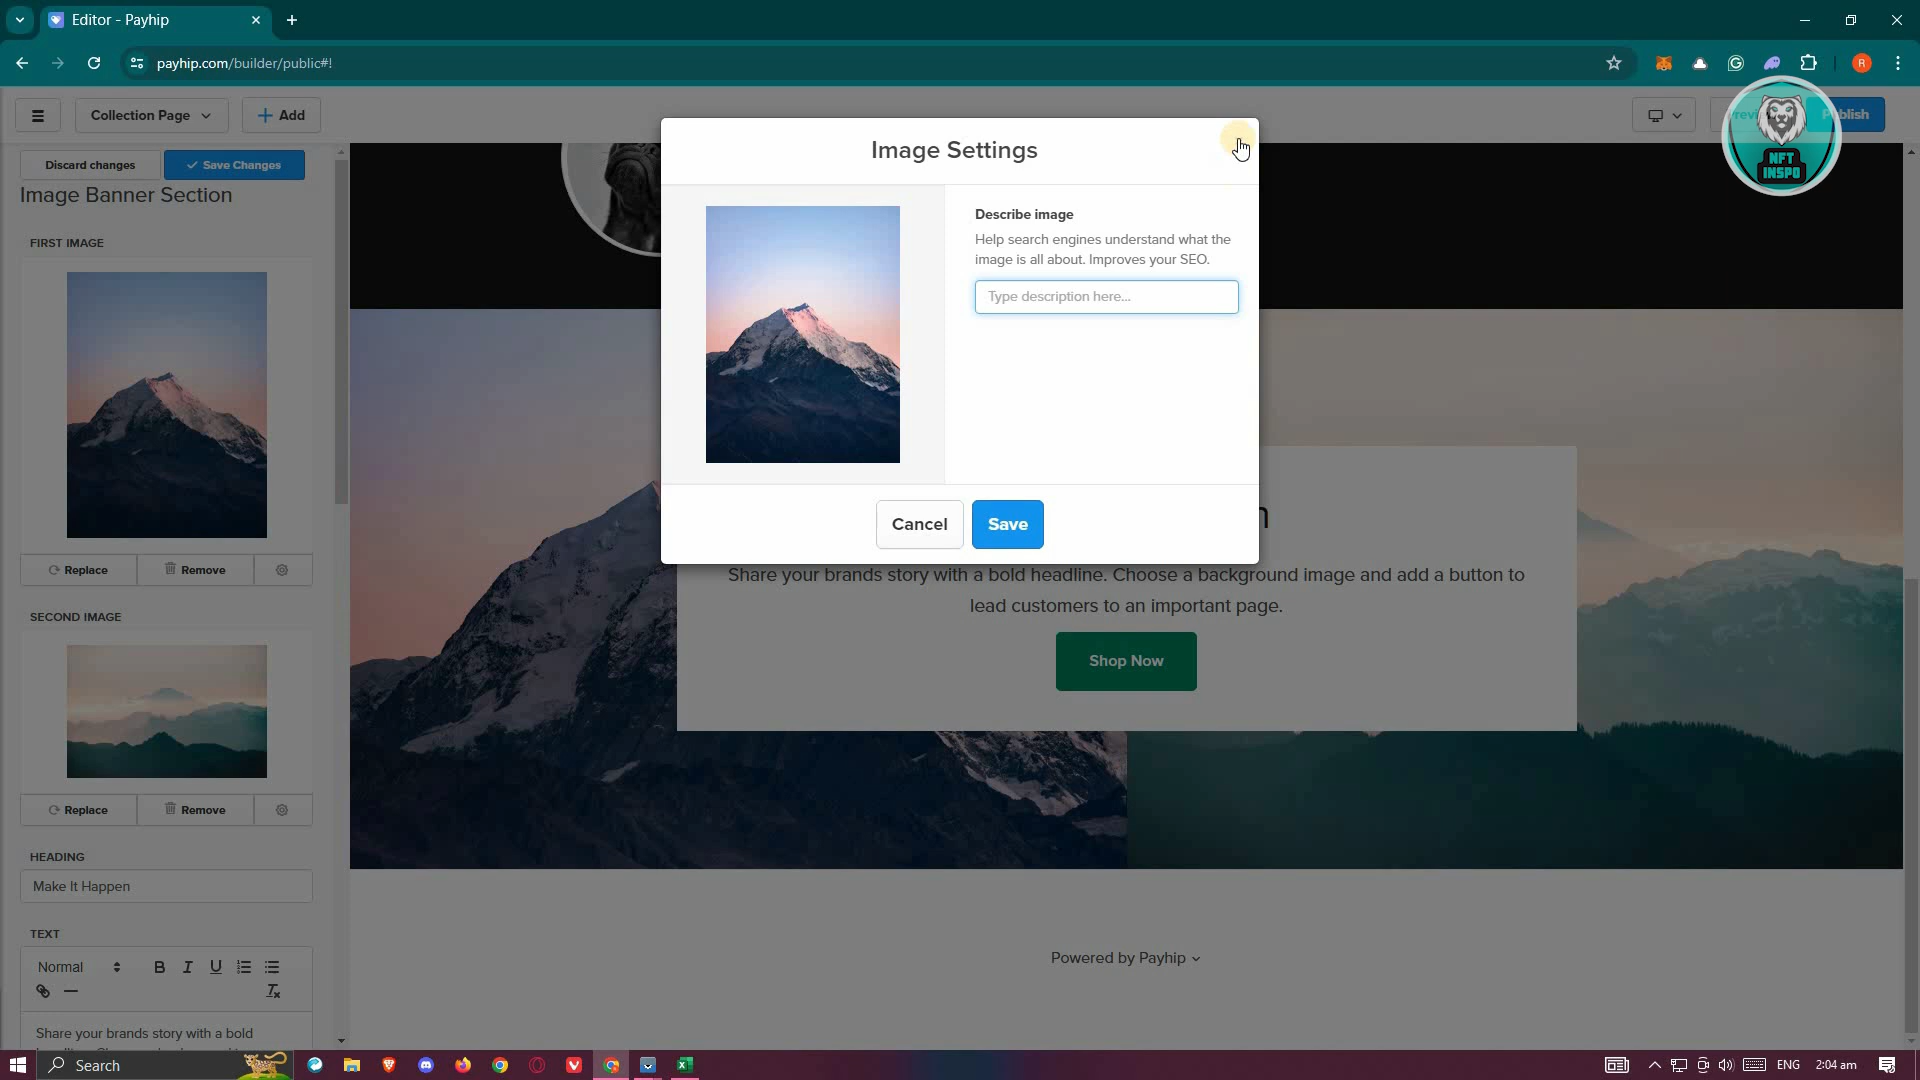 Editor - Payhip
payhip.com/builder/public#!
R
Collection Page
Add
Publish
NFT
INSPO
Discard changes
Save Changes
Image Banner Section
FIRST IMAGE
Replace
Remove
SECOND IMAGE
Replace
Remove
HEADING
Make It Happen
TEXT
Normal
B I U
Share your brands story with a bold
Image Settings
Describe image
Help search engines understand what the
image is all about. Improves your SEO.
Type description here...
Cancel
Save
Share your brands story with a bold headline. Choose a background image and add a button to
lead customers to an important page.
Shop Now
Powered by Payhip
Search
ENG
2:04 am